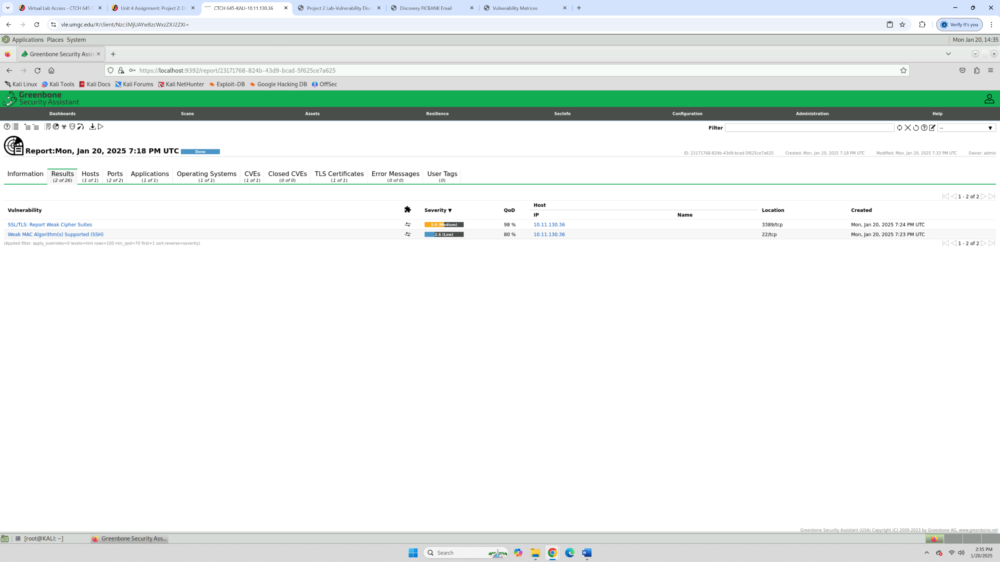 Virtual Lab Access - CTCH 645 9
Unit 4 Assignment: Project 2: Di
CTCH 645-KALI-10.11.130.36
Project 2 Lab-Vulnerability Disc
Discovery FICBANK Email
Vulnerability Matrices
vle.umgc.edu/#/client/Nzc3MjUAYwBzcWxzZXJ2ZXI=
Verify it's you
Applications Places System
Mon Jan 20, 14:35
Greenbone Security Assis
https://localhost:9392/report/23171768-824b-43d9-bcad-5f625ce7a625
Kali Linux Kali Tools Kali Docs Kali Forums Kali NetHunter Exploit-DB Google Hacking DB OffSec
Greenbone
Security Assistant
Dashboards Scans Assets Resilience SecInfo Configuration Administration Help
Filter --
Report:Mon, Jan 20, 2025 7:18 PM UTC Done
ID: 23171768-824b-43d9-bcad-5f625ce7a625 Created: Mon, Jan 20, 2025 7:18 PM UTC Modified: Mon, Jan 20, 2025 7:33 PM UTC Owner: admin
Information Results Hosts Ports Applications Operating Systems CVEs Closed CVEs TLS Certificates Error Messages User Tags
(2 of 26) (1 of 1) (2 of 2) (1 of 1) (1 of 1) (1 of 1) (0 of 0) (1 of 1) (0 of 0) (0)
1 - 2 of 2
Host
Vulnerability Severity ▼ QoD Location Created
IP Name
SSL/TLS: Report Weak Cipher Suites 5.0 (Medium) 98 % 10.11.130.36 3389/tcp Mon, Jan 20, 2025 7:24 PM UTC
Weak MAC Algorithm(s) Supported (SSH) 2.6 (Low) 80 % 10.11.130.36 22/tcp Mon, Jan 20, 2025 7:23 PM UTC
(Applied filter: apply_overrides=0 levels=hml rows=100 min_qod=70 first=1 sort-reverse=severity)
1 - 2 of 2
Greenbone Security Assistant (GSA) Copyright (C) 2009-2023 by Greenbone AG, www.greenbone.net
[root@KALI: ~]
Greenbone Security Ass...
Search
2:35 PM
1/20/2025